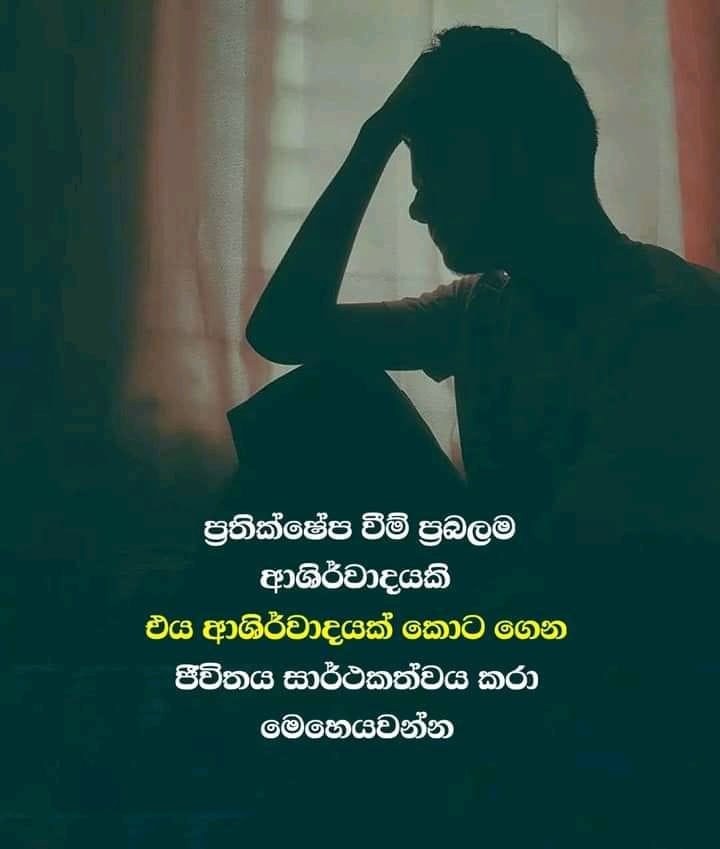 ප්‍රතික්ෂේප වීම් ප්‍රබලම
ආශිර්වාදයකි
එය ආශිර්වාදයක් කොට ගෙන
ජීවිතය සාර්ථකත්වය කරා
මෙහෙයවන්න